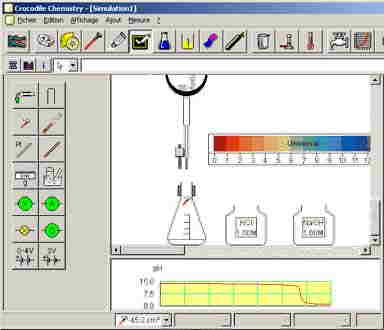 Crocodile Chemistry - [Simulation1]
Fichier Edition Affichage Ajout Mesure ?
Universal
0 1 2 3 4 5 6 7 8 9 10 11 12
Pt
HCl
1.00M
NaOH
1.00M
0-4V 3V
pH
15.0
7.5
0.0
45.2 cm³